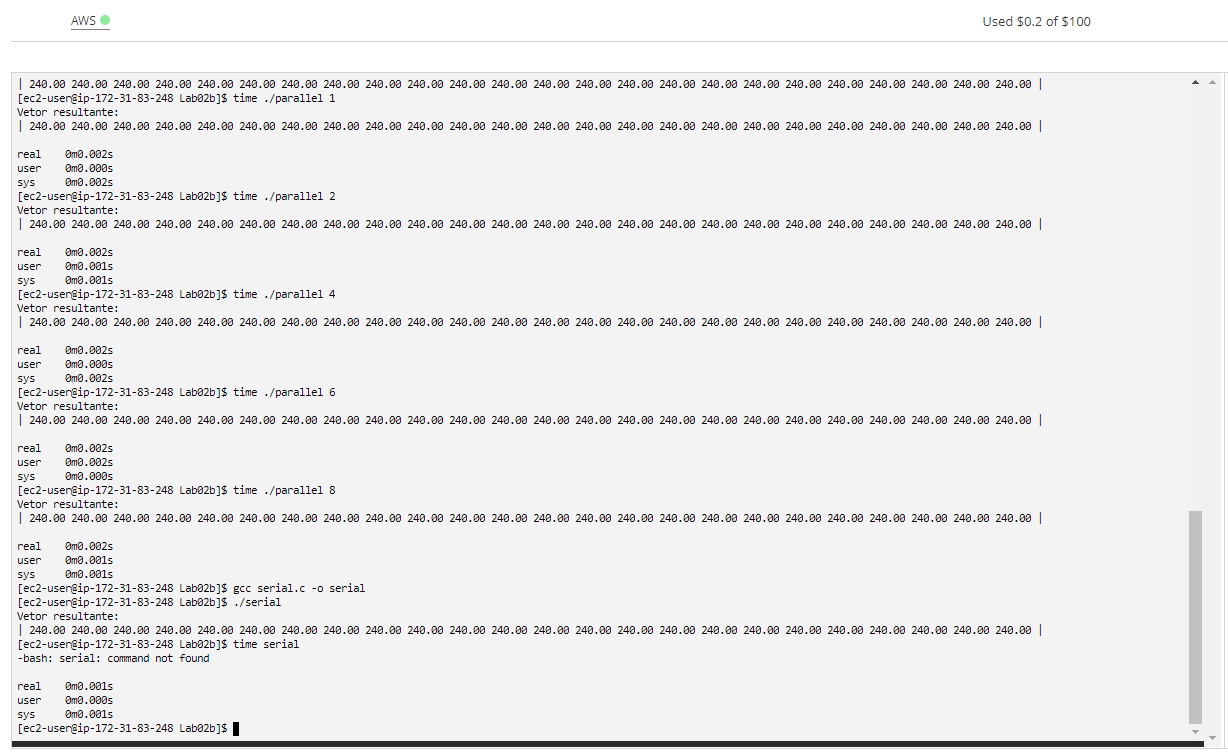 AWS
Used $0.2 of $100
| 240.00 240.00 240.00 240.00 240.00 240.00 240.00 240.00 240.00 240.00 240.00 240.00 240.00 240.00 240.00 240.00 240.00 240.00 240.00 240.00 240.00 240.00 240.00 240.00 |
[ec2-user@ip-172-31-83-248 Lab02b]$ time ./parallel 1
Vetor resultante:
| 240.00 240.00 240.00 240.00 240.00 240.00 240.00 240.00 240.00 240.00 240.00 240.00 240.00 240.00 240.00 240.00 240.00 240.00 240.00 240.00 240.00 240.00 240.00 240.00 |
real 0m0.002s
user 0m0.000s
sys 0m0.002s
[ec2-user@ip-172-31-83-248 Lab02b]$ time ./parallel 2
Vetor resultante:
| 240.00 240.00 240.00 240.00 240.00 240.00 240.00 240.00 240.00 240.00 240.00 240.00 240.00 240.00 240.00 240.00 240.00 240.00 240.00 240.00 240.00 240.00 240.00 240.00 |
real 0m0.002s
user 0m0.001s
sys 0m0.001s
[ec2-user@ip-172-31-83-248 Lab02b]$ time ./parallel 4
Vetor resultante:
| 240.00 240.00 240.00 240.00 240.00 240.00 240.00 240.00 240.00 240.00 240.00 240.00 240.00 240.00 240.00 240.00 240.00 240.00 240.00 240.00 240.00 240.00 240.00 240.00 |
real 0m0.002s
user 0m0.000s
sys 0m0.002s
[ec2-user@ip-172-31-83-248 Lab02b]$ time ./parallel 6
Vetor resultante:
| 240.00 240.00 240.00 240.00 240.00 240.00 240.00 240.00 240.00 240.00 240.00 240.00 240.00 240.00 240.00 240.00 240.00 240.00 240.00 240.00 240.00 240.00 240.00 240.00 |
real 0m0.002s
user 0m0.002s
sys 0m0.000s
[ec2-user@ip-172-31-83-248 Lab02b]$ time ./parallel 8
Vetor resultante:
| 240.00 240.00 240.00 240.00 240.00 240.00 240.00 240.00 240.00 240.00 240.00 240.00 240.00 240.00 240.00 240.00 240.00 240.00 240.00 240.00 240.00 240.00 240.00 240.00 |
real 0m0.002s
user 0m0.001s
sys 0m0.001s
[ec2-user@ip-172-31-83-248 Lab02b]$ gcc serial.c -o serial
[ec2-user@ip-172-31-83-248 Lab02b]$ ./serial
Vetor resultante:
| 240.00 240.00 240.00 240.00 240.00 240.00 240.00 240.00 240.00 240.00 240.00 240.00 240.00 240.00 240.00 240.00 240.00 240.00 240.00 240.00 240.00 240.00 240.00 240.00 |
[ec2-user@ip-172-31-83-248 Lab02b]$ time serial
-bash: serial: command not found
real 0m0.001s
user 0m0.000s
sys 0m0.001s
[ec2-user@ip-172-31-83-248 Lab02b]$